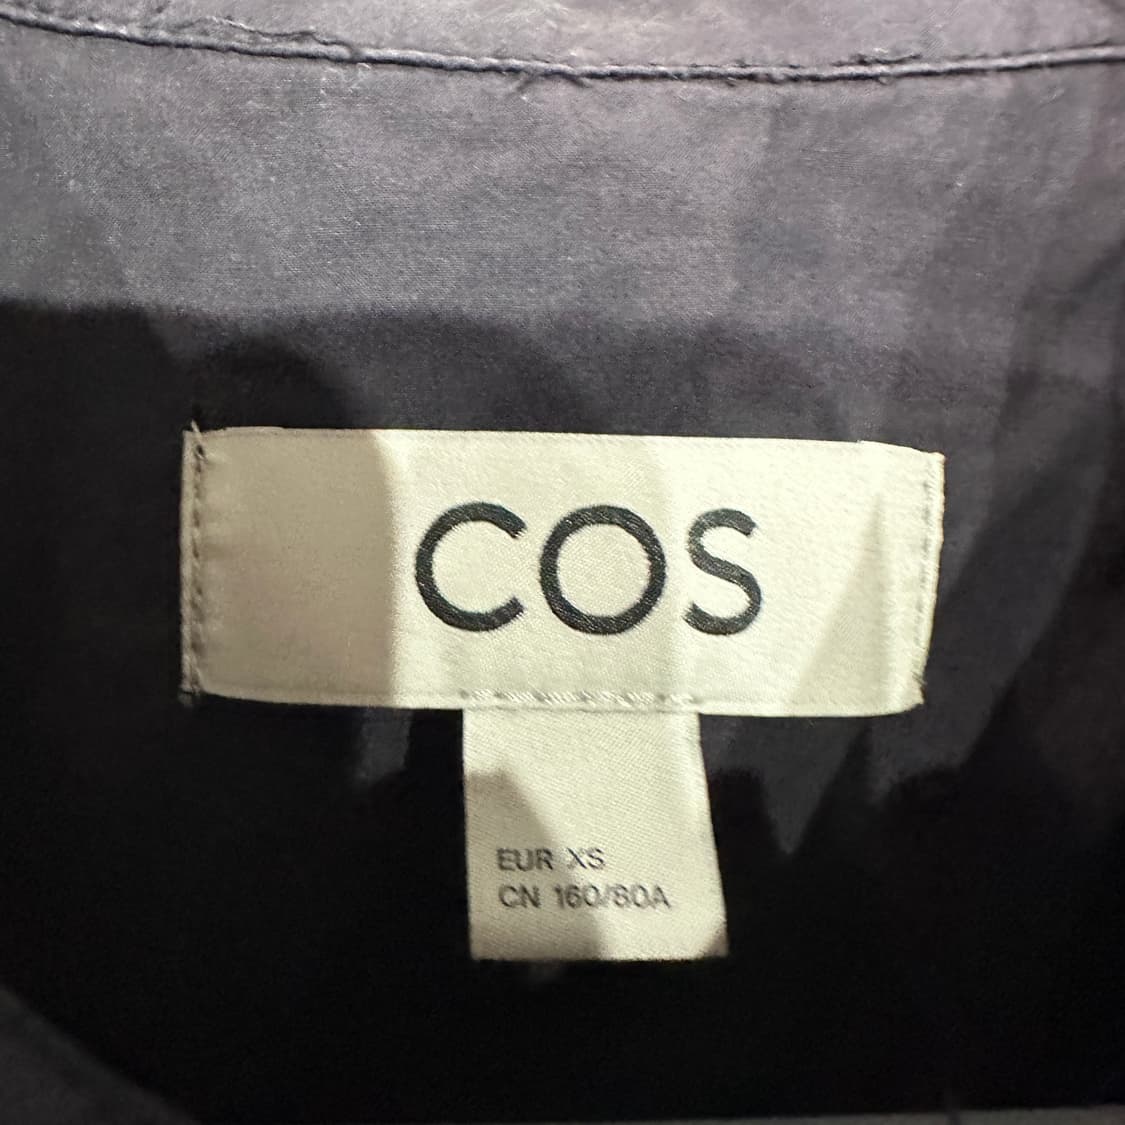 COS
EUR XS
CN 160/80A